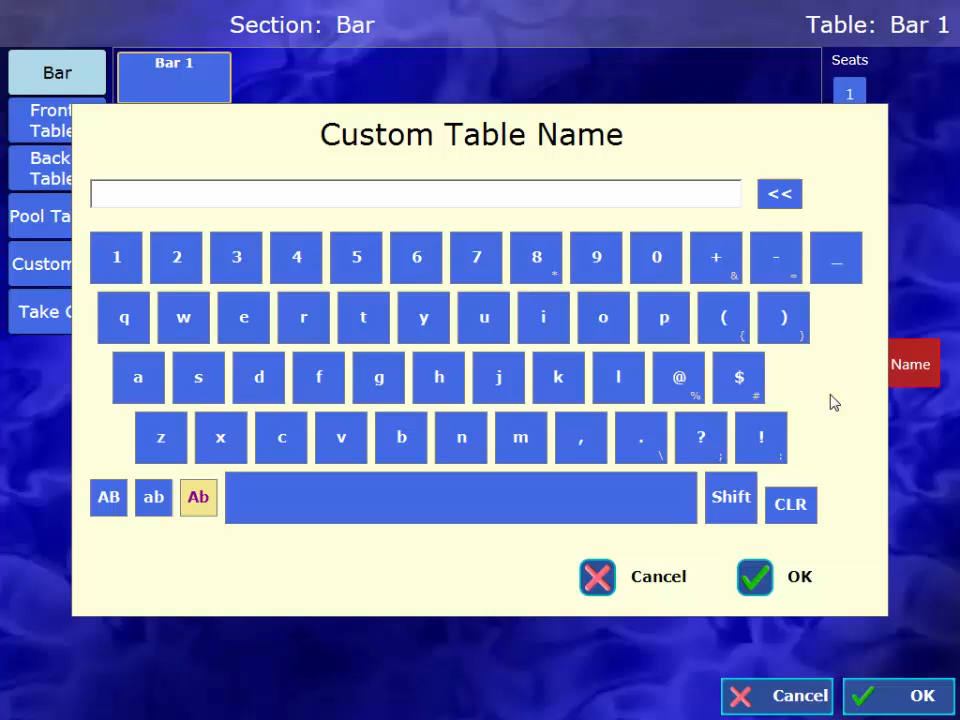 Section: Bar
Table: Bar 1
Bar
Bar 1
Seats
1
Front
Table
Back
Table
Pool Ta
Custom
Take
Custom Table Name
<<
1 2 3 4 5 6 7 8 * 9 0 + & - = _
q w e r t y u i o p ( { ) }
a s d f g h j k l @ % $ #
z x c v b n m , . \ ? ; ! :
AB ab Ab Shift CLR
Name
Cancel OK
Cancel OK